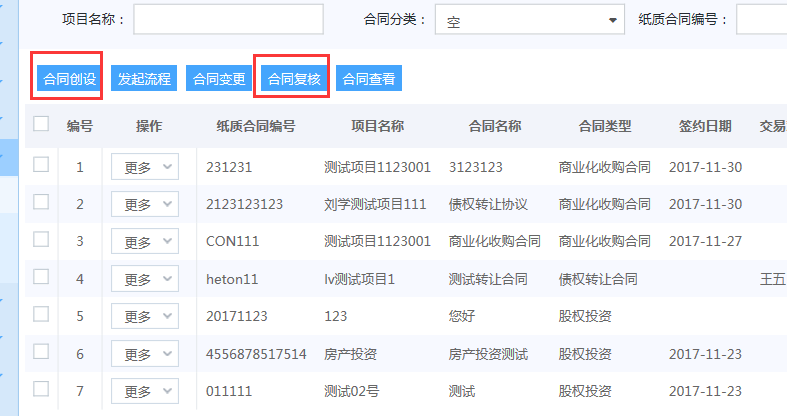 项目名称： 合同分类： 空 纸质合同编号：
合同创设 发起流程 合同变更 合同复核 合同查看
编号 操作 纸质合同编号 项目名称 合同名称 合同类型 签约日期 交易
1 更多 231231 测试项目1123001 3123123 商业化收购合同 2017-11-30
2 更多 2123123123 刘学测试项目111 债权转让协议 商业化收购合同 2017-11-30
3 更多 CON111 测试项目1123001 商业化收购合同 商业化收购合同 2017-11-27
4 更多 heton11 lv测试项目1 测试转让合同 债权转让合同 王五
5 更多 20171123 123 您好 股权投资
6 更多 4556878517514 房产投资 房产投资测试 股权投资 2017-11-23
7 更多 011111 测试02号 测试 股权投资 2017-11-23